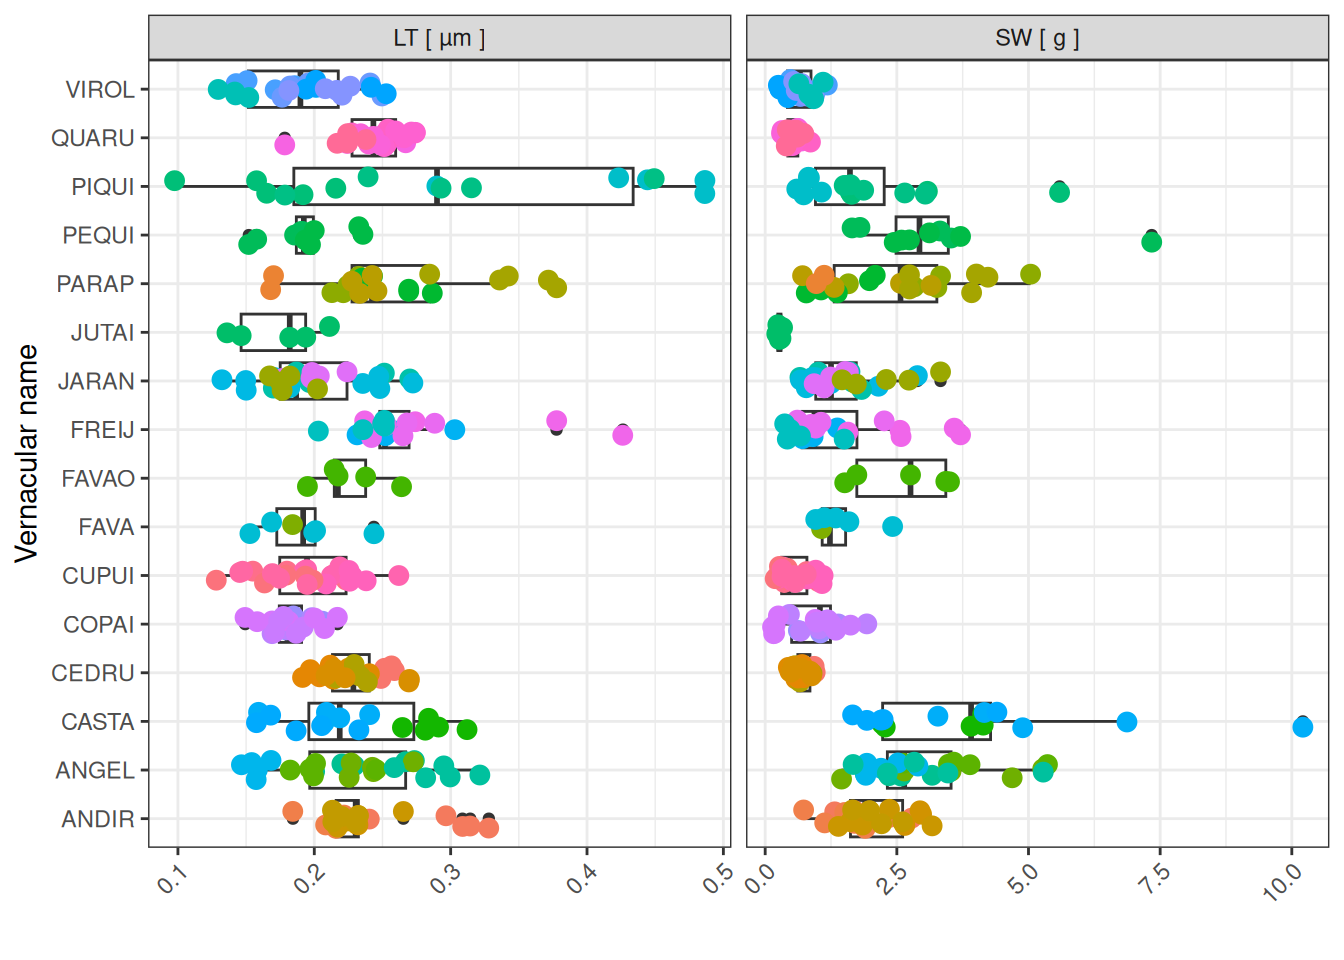 LT [ µm ]
SW [ g ]
Vernacular name
VIROL
QUARU
PIQUI
PEQUI
PARAP
JUTAI
JARAN
FREIJ
FAVAO
FAVA
CUPUI
COPAI
CEDRU
CASTA
ANGEL
ANDIR
0.1 0.2 0.3 0.4 0.5
0.0 2.5 5.0 7.5 10.0